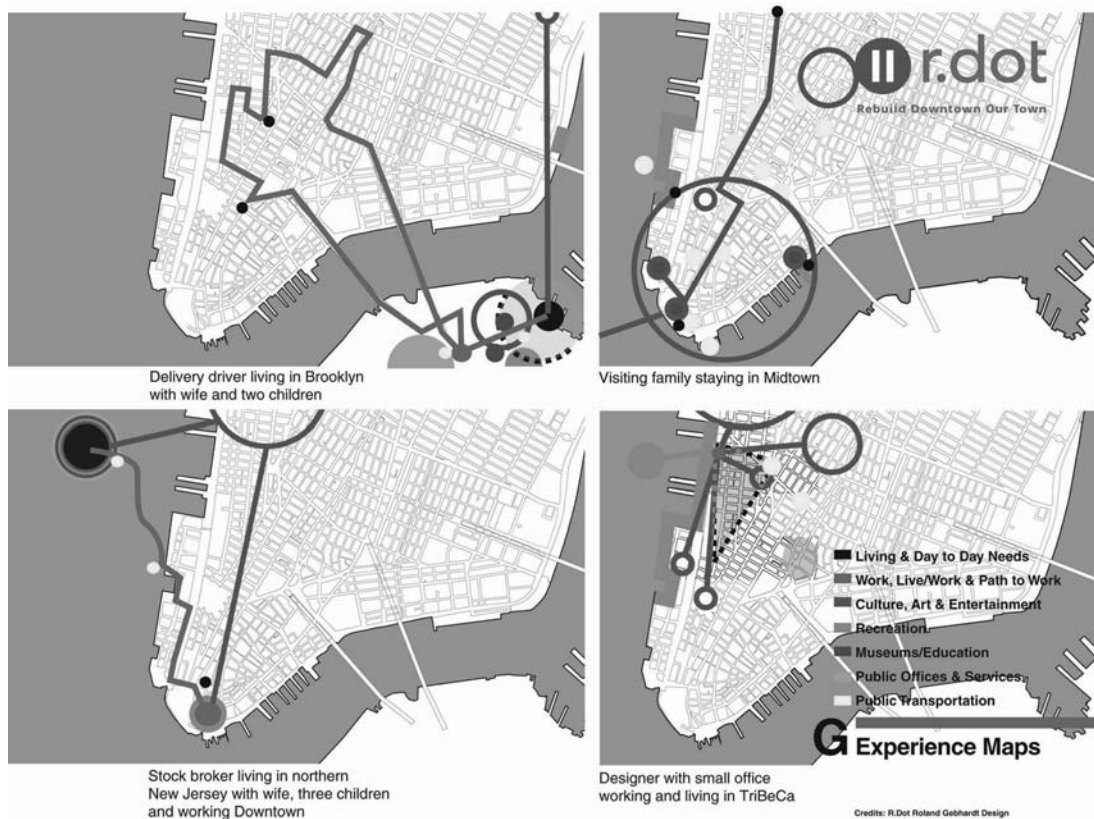 r.dot
Rebuild Downtown Our Town
Delivery driver living in Brooklyn
with wife and two children
Visiting family staying in Midtown
Stock broker living in northern
New Jersey with wife, three children
and working Downtown
Designer with small office
working and living in TriBeCa
Living & Day to Day Needs
Work, Live/Work & Path to Work
Culture, Art & Entertainment
Recreation
Museums/Education
Public Offices & Services
Public Transportation
G Experience Maps
Credits: R.Dot Roland Gebhardt Design